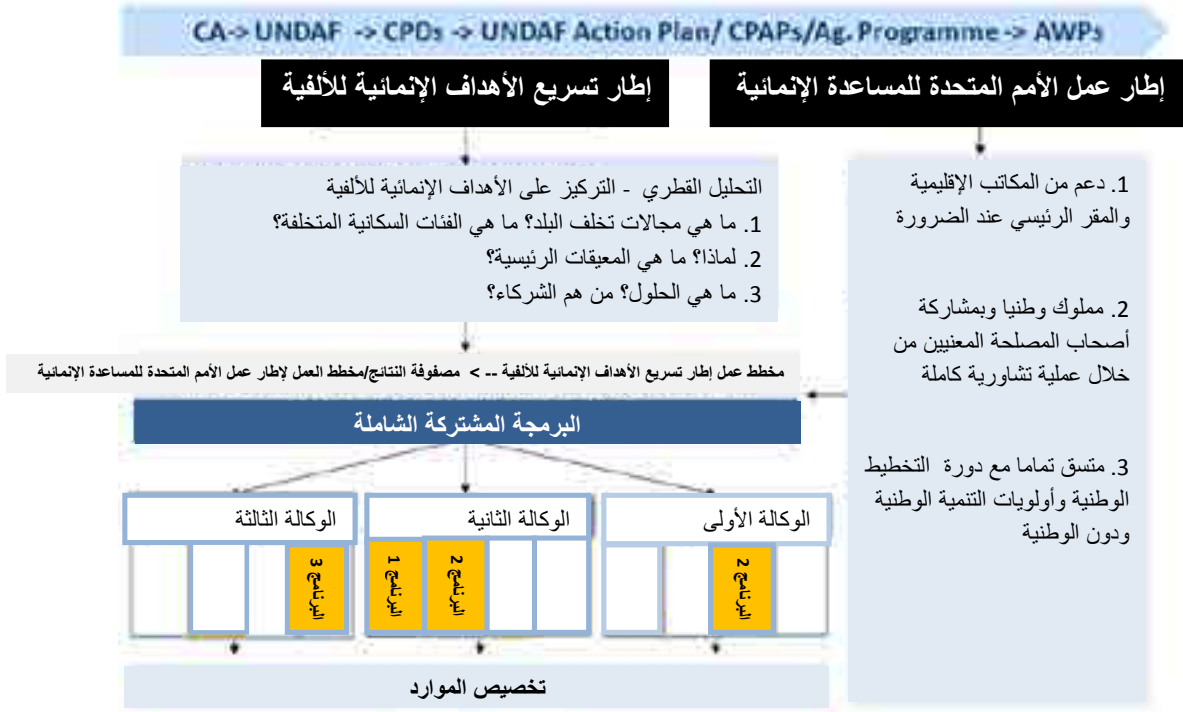 CA-> UNDAF -> CPDs -> UNDAF Action Plan/ CPAPs/Ag. Programme -> AWPs
إطار عمل الأمم المتحدة للمساعدة الإنمائية
إطار تسريع الأهداف الإنمائية للألفية
1. دعم من المكاتب الإقليمية
والمقر الرئيسي عند الضرورة
2. مملوك وطنيا وبمشاركة
أصحاب المصلحة المعنيين من
خلال عملية تشاورية كاملة
3. متسق تماما مع دورة التخطيط
الوطنية وأولويات التنمية الوطنية
ودون الوطنية
التحليل القطري - التركيز على الأهداف الإنمائية للألفية
1. ما هي مجالات تخلف البلد؟ ما هي الفئات السكانية المتخلفة؟
2. لماذا؟ ما هي المعيقات الرئيسية؟
3. ما هي الحلول؟ من هم الشركاء؟
مخطط عمل إطار تسريع الأهداف الإنمائية للألفية -- > مصفوفة النتائج/مخطط العمل لإطار عمل الأمم المتحدة للمساعدة الإنمائية
البرمجة المشتركة الشاملة
الوكالة الأولى
البرنامج 2
الوكالة الثانية
البرنامج 2
البرنامج 1
الوكالة الثالثة
البرنامج 3
تخصيص الموارد